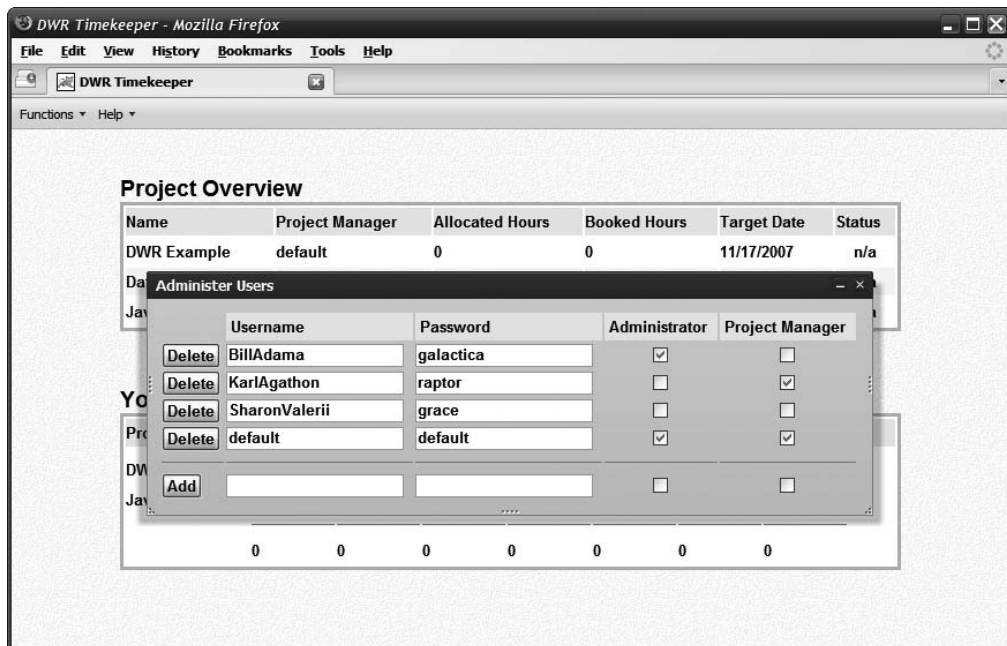 DWR Timekeeper - Mozilla Firefox
File Edit View History Bookmarks Tools Help
DWR Timekeeper
Functions Help
Project Overview
Name Project Manager Allocated Hours Booked Hours Target Date Status
DWR Example default 0 0 11/17/2007 n/a
Administer Users
Username Password Administrator Project Manager
Delete BillAdama galactica
Delete KarlAgathon raptor
Delete SharonValerii grace
Delete default default
Add
0 0 0 0 0 0 0